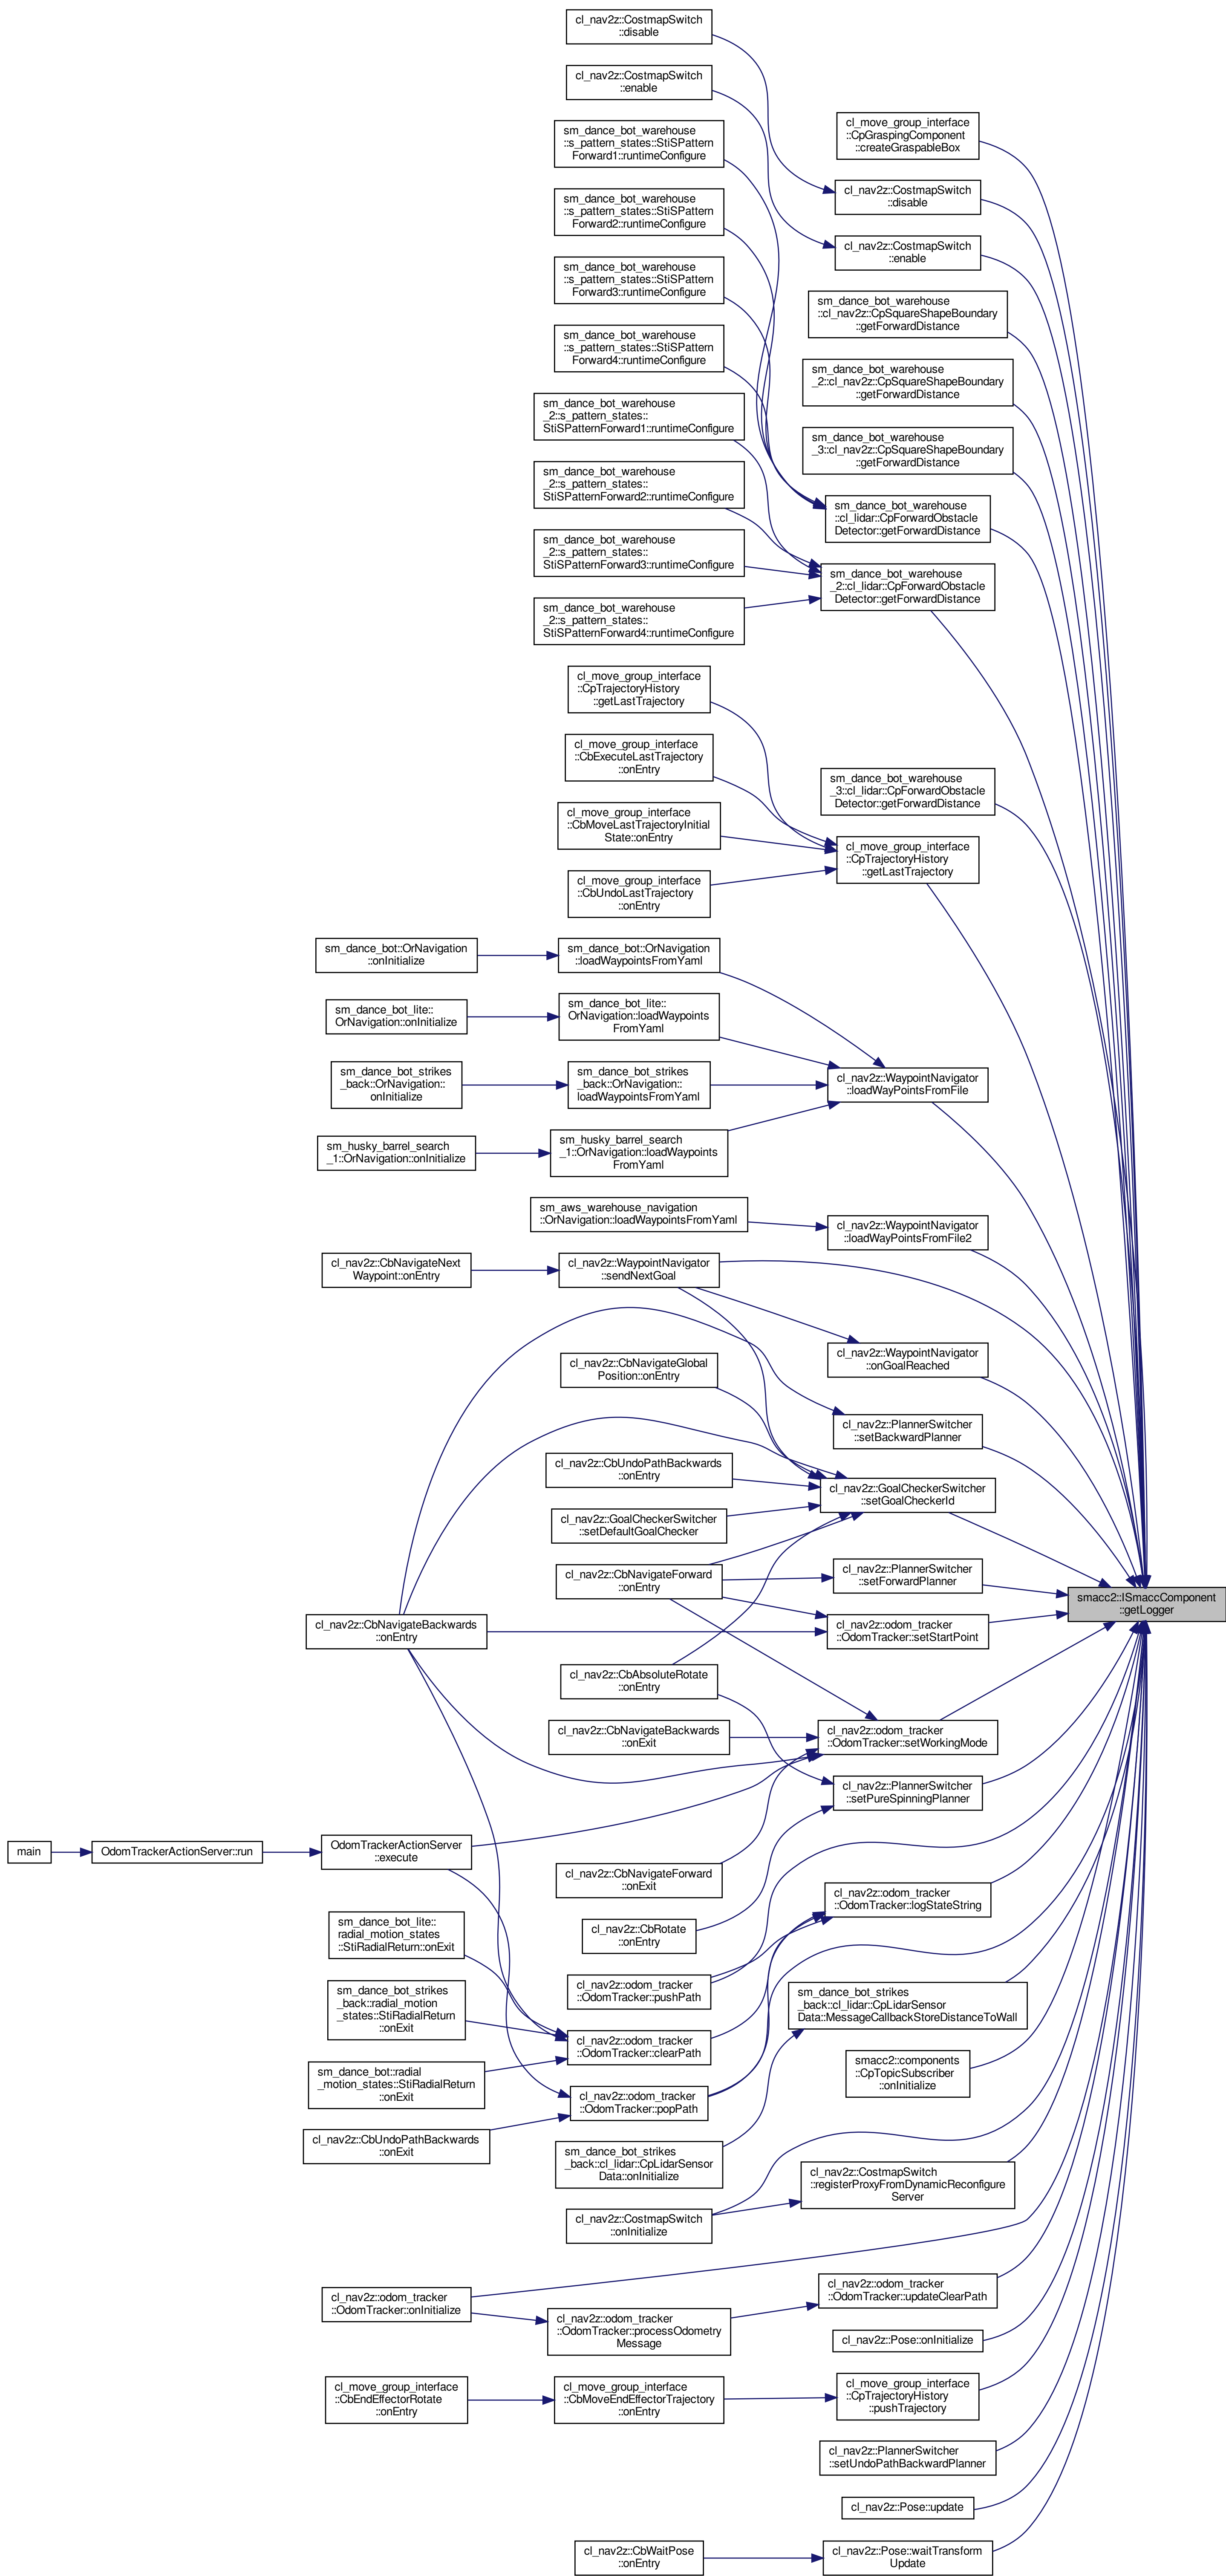 cl_nav2z::CostmapSwitch
::disable
cl_nav2z::CostmapSwitch
::enable
cl_move_group_interface
::CpGraspingComponent
::createGraspableBox
sm_dance_bot_warehouse
::s_pattern_states::StiSPattern
Forward1::runtimeConfigure
cl_nav2z::CostmapSwitch
::disable
sm_dance_bot_warehouse
::s_pattern_states::StiSPattern
Forward2::runtimeConfigure
cl_nav2z::CostmapSwitch
::enable
sm_dance_bot_warehouse
::s_pattern_states::StiSPattern
Forward3::runtimeConfigure
sm_dance_bot_warehouse
::cl_nav2z::CpSquareShapeBoundary
::getForwardDistance
sm_dance_bot_warehouse
::s_pattern_states::StiSPattern
Forward4::runtimeConfigure
sm_dance_bot_warehouse
_2::cl_nav2z::CpSquareShapeBoundary
::getForwardDistance
sm_dance_bot_warehouse
_2::s_pattern_states::
StiSPatternForward1::runtimeConfigure
sm_dance_bot_warehouse
_3::cl_nav2z::CpSquareShapeBoundary
::getForwardDistance
sm_dance_bot_warehouse
_2::s_pattern_states::
StiSPatternForward2::runtimeConfigure
sm_dance_bot_warehouse
::cl_lidar::CpForwardObstacle
Detector::getForwardDistance
sm_dance_bot_warehouse
_2::s_pattern_states::
StiSPatternForward3::runtimeConfigure
sm_dance_bot_warehouse
_2::cl_lidar::CpForwardObstacle
Detector::getForwardDistance
sm_dance_bot_warehouse
_2::s_pattern_states::
StiSPatternForward4::runtimeConfigure
cl_move_group_interface
::CpTrajectoryHistory
::getLastTrajectory
cl_move_group_interface
::CbExecuteLastTrajectory
::onEntry
sm_dance_bot_warehouse
_3::cl_lidar::CpForwardObstacle
Detector::getForwardDistance
cl_move_group_interface
::CbMoveLastTrajectoryInitial
State::onEntry
cl_move_group_interface
::CpTrajectoryHistory
::getLastTrajectory
cl_move_group_interface
::CbUndoLastTrajectory
::onEntry
sm_dance_bot::OrNavigation
::onInitialize
sm_dance_bot::OrNavigation
::loadWaypointsFromYaml
sm_dance_bot_lite::
OrNavigation::onInitialize
sm_dance_bot_lite::
OrNavigation::loadWaypoints
FromYaml
sm_dance_bot_strikes
_back::OrNavigation::
onInitialize
sm_dance_bot_strikes
_back::OrNavigation::
loadWaypointsFromYaml
cl_nav2z::WaypointNavigator
::loadWayPointsFromFile
sm_husky_barrel_search
_1::OrNavigation::onInitialize
sm_husky_barrel_search
_1::OrNavigation::loadWaypoints
FromYaml
sm_aws_warehouse_navigation
::OrNavigation::loadWaypointsFromYaml
cl_nav2z::WaypointNavigator
::loadWayPointsFromFile2
cl_nav2z::CbNavigateNext
Waypoint::onEntry
cl_nav2z::WaypointNavigator
::sendNextGoal
cl_nav2z::WaypointNavigator
::onGoalReached
cl_nav2z::CbNavigateGlobal
Position::onEntry
cl_nav2z::PlannerSwitcher
::setBackwardPlanner
cl_nav2z::CbUndoPathBackwards
::onEntry
cl_nav2z::GoalCheckerSwitcher
::setGoalCheckerId
cl_nav2z::GoalCheckerSwitcher
::setDefaultGoalChecker
cl_nav2z::CbNavigateForward
::onEntry
cl_nav2z::PlannerSwitcher
::setForwardPlanner
smacc2::ISmaccComponent
::getLogger
cl_nav2z::CbNavigateBackwards
::onEntry
cl_nav2z::odom_tracker
::OdomTracker::setStartPoint
cl_nav2z::CbAbsoluteRotate
::onEntry
cl_nav2z::CbNavigateBackwards
::onExit
cl_nav2z::odom_tracker
::OdomTracker::setWorkingMode
cl_nav2z::PlannerSwitcher
::setPureSpinningPlanner
main
OdomTrackerActionServer::run
OdomTrackerActionServer
::execute
cl_nav2z::CbNavigateForward
::onExit
cl_nav2z::odom_tracker
::OdomTracker::logStateString
sm_dance_bot_lite::
radial_motion_states
::StiRadialReturn::onExit
cl_nav2z::CbRotate
::onEntry
cl_nav2z::odom_tracker
::OdomTracker::pushPath
sm_dance_bot_strikes
_back::cl_lidar::CpLidarSensor
Data::MessageCallbackStoreDistanceToWall
sm_dance_bot_strikes
_back::radial_motion
_states::StiRadialReturn
::onExit
cl_nav2z::odom_tracker
::OdomTracker::clearPath
smacc2::components
::CpTopicSubscriber
::onInitialize
sm_dance_bot::radial
_motion_states::StiRadialReturn
::onExit
cl_nav2z::odom_tracker
::OdomTracker::popPath
cl_nav2z::CbUndoPathBackwards
::onExit
sm_dance_bot_strikes
_back::cl_lidar::CpLidarSensor
Data::onInitialize
cl_nav2z::CostmapSwitch
::registerProxyFromDynamicReconfigure
Server
cl_nav2z::CostmapSwitch
::onInitialize
cl_nav2z::odom_tracker
::OdomTracker::onInitialize
cl_nav2z::odom_tracker
::OdomTracker::updateClearPath
cl_nav2z::odom_tracker
::OdomTracker::processOdometry
Message
cl_nav2z::Pose::onInitialize
cl_move_group_interface
::CbEndEffectorRotate
::onEntry
cl_move_group_interface
::CbMoveEndEffectorTrajectory
::onEntry
cl_move_group_interface
::CpTrajectoryHistory
::pushTrajectory
cl_nav2z::PlannerSwitcher
::setUndoPathBackwardPlanner
cl_nav2z::Pose::update
cl_nav2z::CbWaitPose
::onEntry
cl_nav2z::Pose::waitTransform
Update